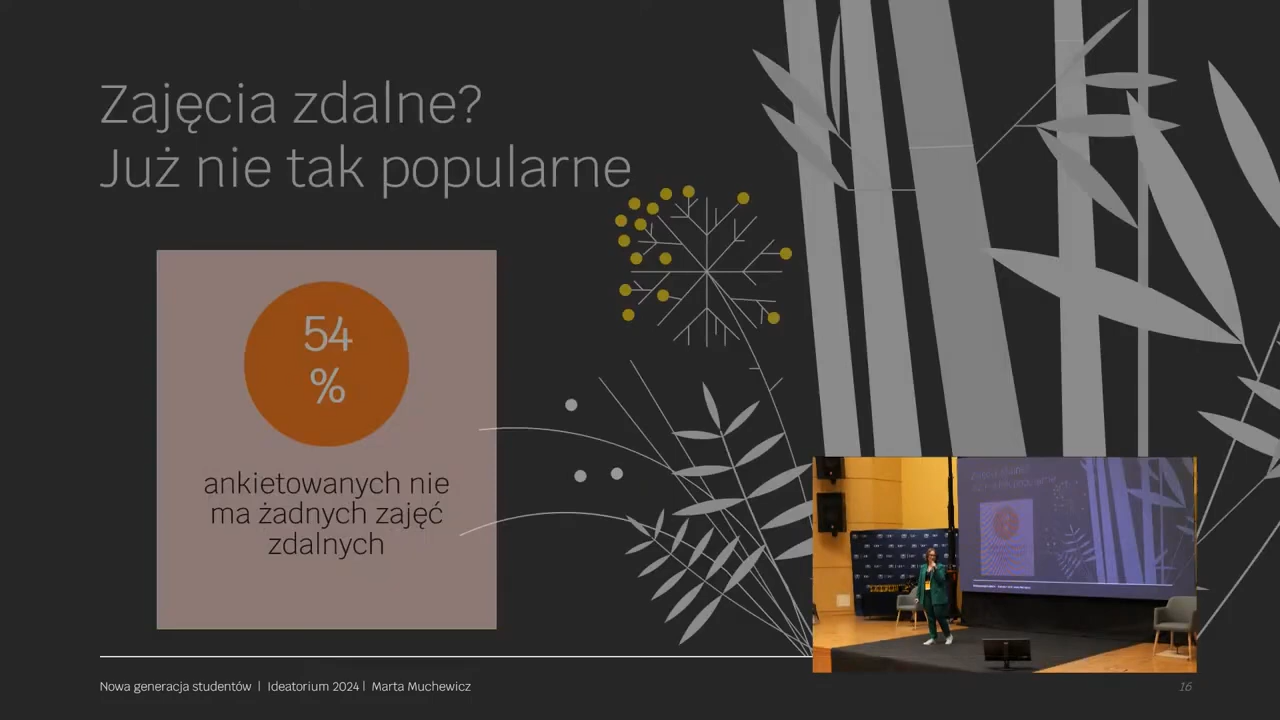 Zajęcia zdalne?
Już nie tak popularne
54
%
ankietowanych nie
ma żadnych zajęć
zdalnych
Nowa generacja studentów | Ideatorium 2024 | Marta Muchewicz
16